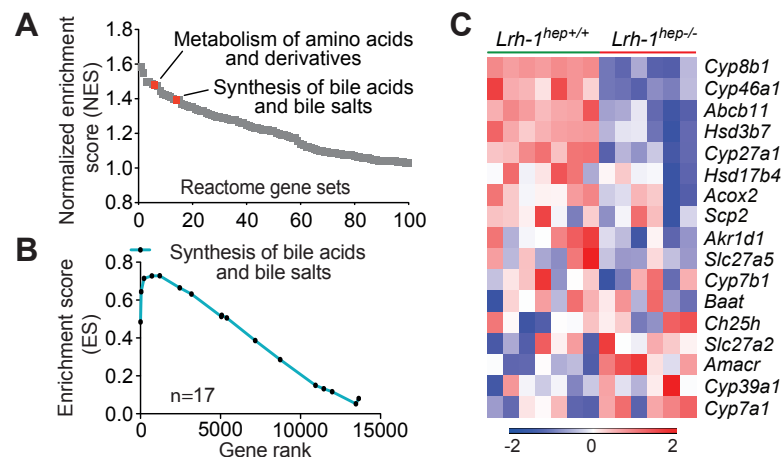 A
Normalized enrichment
score (NES)
1.8
1.6
1.4
1.2
1.0
0.8
Metabolism of amino acids
and derivatives
Synthesis of bile acids
and bile salts
Reactome gene sets
0 20 40 60 80 100
B
Enrichment score
(ES)
0.8
0.6
0.4
0.2
0.0
Synthesis of bile acids
and bile salts
n=17
0 5000 10000 15000
Gene rank
C
Lrh-1hep+/+ Lrh-1hep-/-
Cyp8b1
Cyp46a1
Abcb11
Hsd3b7
Cyp27a1
Hsd17b4
Acox2
Scp2
Akr1d1
Slc27a5
Cyp7b1
Baat
Ch25h
Slc27a2
Amacr
Cyp39a1
Cyp7a1
-2 0 2